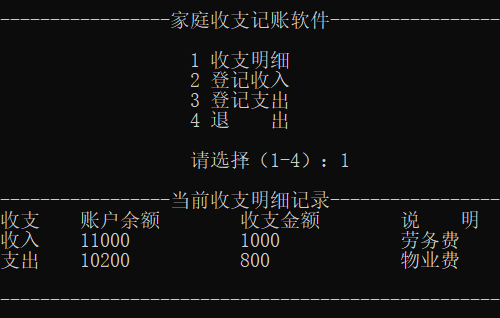 -----------------家庭收支记账软件-----------------
1 收支明细
2 登记收入
3 登记支出
4 退    出
请选择（1-4）：1
-----------------当前收支明细记录-----------------
收支    账户余额        收支金额        说    明
收入    11000           1000            劳务费
支出    10200           800             物业费
--------------------------------------------------